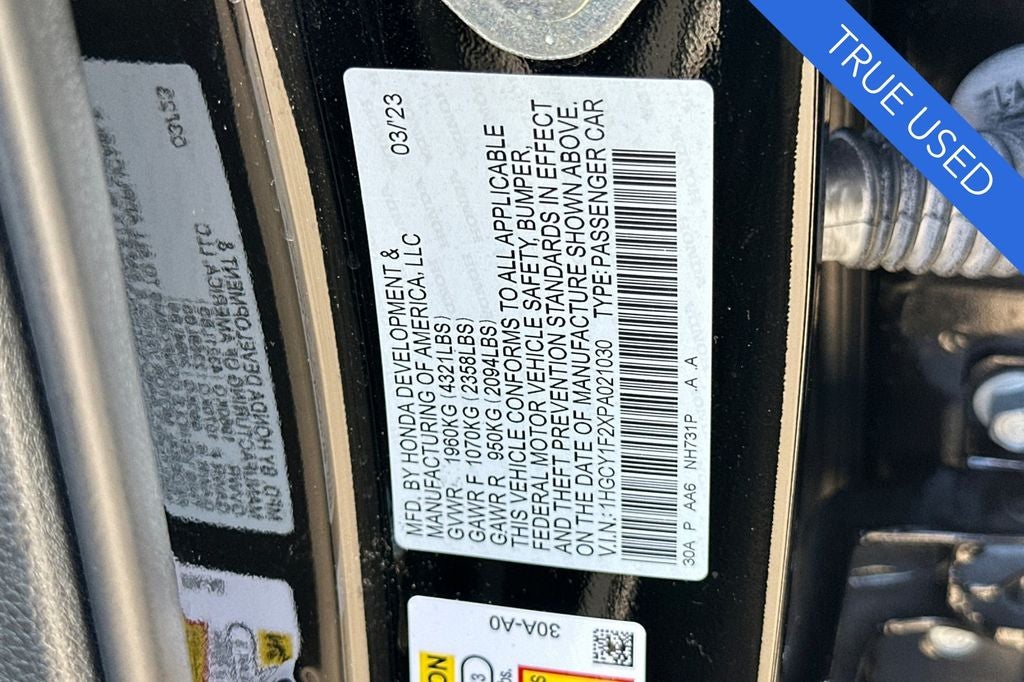 TRUE USED
MFD. BY HONDA DEVELOPMENT & 03/23
MANUFACTURING OF AMERICA, LLC
GVWR 1960KG (4321LBS)
GAWR F 1070KG (2358LBS)
GAWR R 950KG (2094LBS)
THIS VEHICLE CONFORMS TO ALL APPLICABLE
FEDERAL MOTOR VEHICLE SAFETY, BUMPER,
AND THEFT PREVENTION STANDARDS IN EFFECT
ON THE DATE OF MANUFACTURE SHOWN ABOVE.
V.I.N.:1HGCY1F2XPA021030 TYPE:PASSENGER CAR
30A P AA6 NH731P .A .A
30A-A0